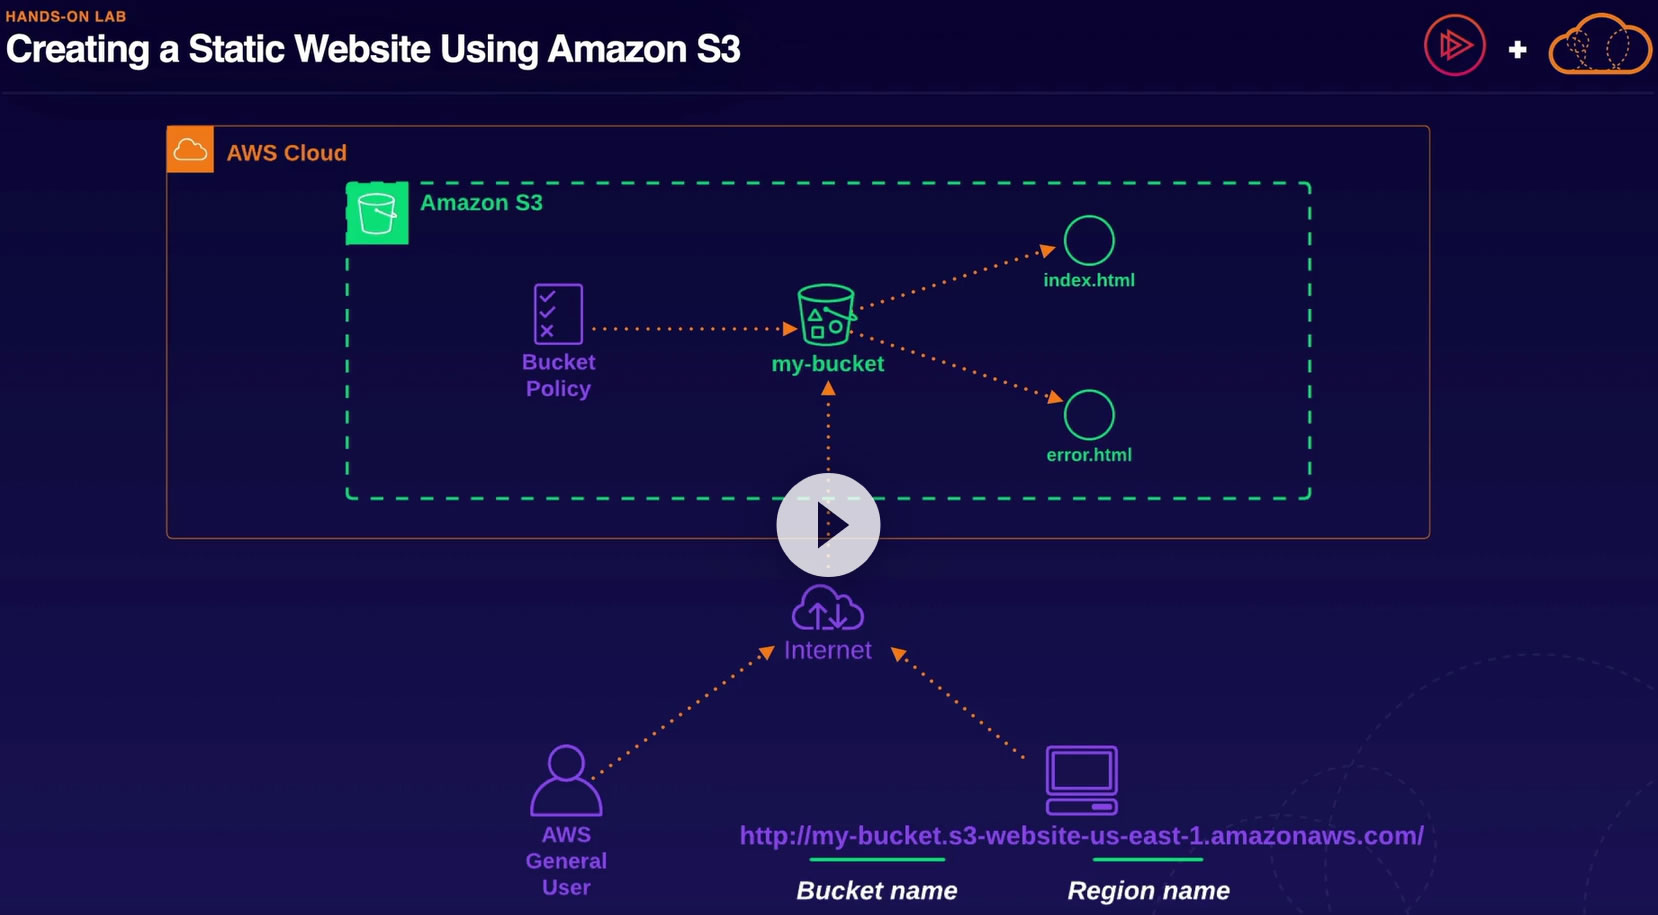 HANDS-ON LAB
Creating a Static Website Using Amazon S3
+
AWS Cloud
Amazon S3
index.html
Bucket
Policy
my-bucket
error.html
Internet
AWS
General
User
http://my-bucket.s3-website-us-east-1.amazonaws.com/
Bucket name
Region name